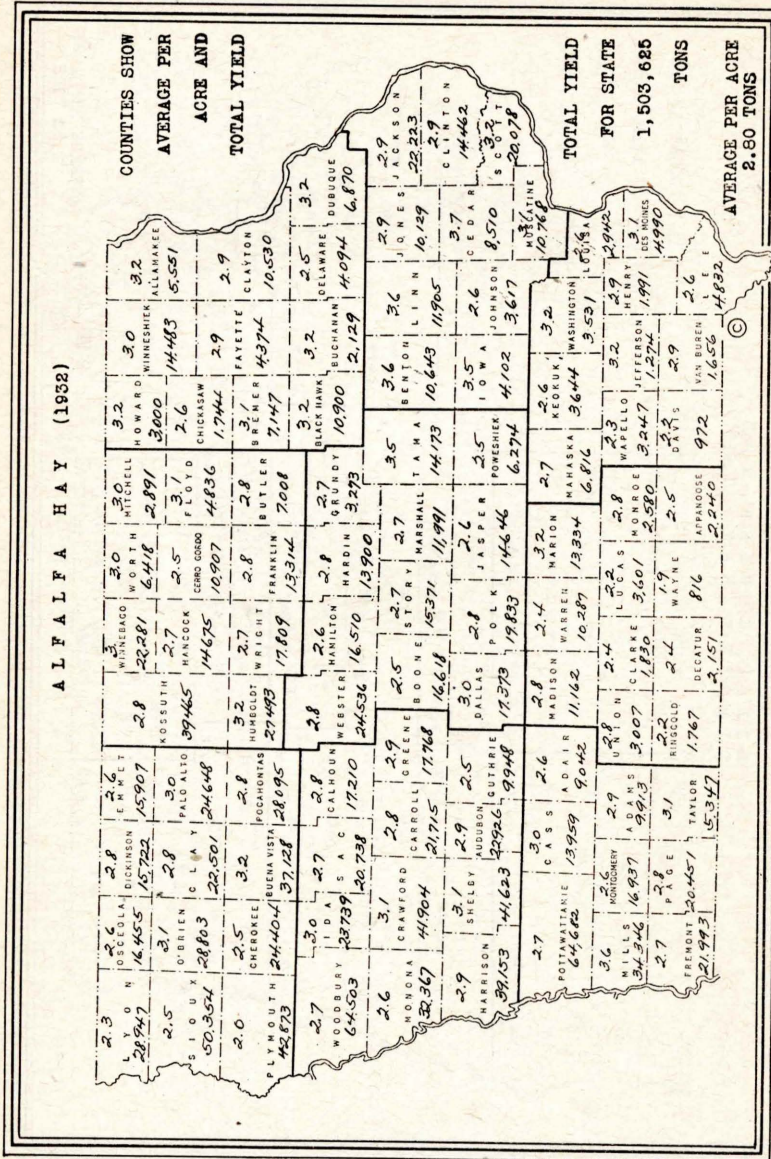 ALFALFA HAY (1932)
COUNTIES SHOW
AVERAGE PER
ACRE AND
TOTAL YIELD
2.3
LYON
28,947
2.6
OSCEOLA
16,455
2.8
DICKINSON
15,722
2.6
EMMET
15,907
2.8
KOSSUTH
39,465
3.
WINNEBAGO
22,281
3.0
WORTH
6,418
3.0
MITCHELL
2,891
3.2
HOWARD
3,000
3.0
WINNESHIEK
14,483
3.2
ALLAMAKEE
5,551
2.5
SIOUX
50,354
3.1
O'BRIEN
28,803
2.8
CLAY
22,501
3.0
PALO ALTO
24,648
2.7
HANCOCK
14,675
2.5
CERRO GORDO
10,907
3.1
FLOYD
4,836
2.6
CHICKASAW
1,744
2.9
FAYETTE
4,374
2.9
CLAYTON
10,530
2.0
PLYMOUTH
42,873
2.5
CHEROKEE
24,404
3.2
BUENA VISTA
37,128
2.8
POCAHONTAS
28,095
3.2
HUMBOLDT
27,493
2.7
WRIGHT
17,809
2.8
FRANKLIN
13,314
2.8
BUTLER
7,008
3.1
BREMER
7,147
3.2
BLACK HAWK
10,900
3.2
BUCHANAN
2,129
2.5
DELAWARE
4,094
3.2
DUBUQUE
6,870
2.7
WOODBURY
64,503
3.0
IDA
23,739
2.7
SAC
20,738
2.8
CALHOUN
17,210
2.8
WEBSTER
24,536
2.6
HAMILTON
16,510
2.8
HARDIN
13,900
2.7
GRUNDY
3,293
2.6
MONONA
32,367
3.1
CRAWFORD
41,904
2.8
CARROLL
21,715
2.9
GREENE
17,768
2.5
BOONE
16,618
2.7
STORY
15,371
2.7
MARSHALL
11,991
3.5
TAMA
14,173
3.6
BENTON
10,643
3.6
LINN
11,905
2.9
JONES
10,129
2.9
JACKSON
22,223
2.9
CLINTON
14,462
2.9
HARRISON
39,153
3.1
SHELBY
41,623
2.9
AUDUBON
22,926
2.5
GUTHRIE
9,948
3.0
DALLAS
17,373
2.8
POLK
19,833
2.6
JASPER
14,646
2.5
POWESHIEK
6,274
3.5
IOWA
4,102
2.6
JOHNSON
3,617
3.7
CEDAR
8,510
3.2
SCOTT
20,078
MUSCATINE
10,768
2.7
POTTAWATTAMIE
64,682
3.0
CASS
13,959
2.6
ADAIR
9,042
2.8
MADISON
11,162
2.4
WARREN
10,287
3.2
MARION
13,334
2.7
MAHASKA
6,816
2.6
KEOKUK
3,644
3.2
WASHINGTON
3,531
LOUISA
2,942
3.6
MILLS
34,346
2.6
MONTGOMERY
16,937
2.9
ADAMS
9,913
2.8
UNION
3,007
2.4
CLARKE
1,830
2.2
LUCAS
3,601
2.8
MONROE
2,580
2.3
WAPELLO
3,247
3.2
JEFFERSON
1,274
2.9
HENRY
1,991
3.1
DES MOINES
4,990
2.7
FREMONT
21,993
2.8
PAGE
20,451
3.1
TAYLOR
5,347
2.2
RINGGOLD
1,767
2.4
DECATUR
2,151
1.9
WAYNE
816
2.5
APPANOOSE
2,240
2.2
DAVIS
972
2.9
VAN BUREN
1,656
2.6
LEE
4,832
TOTAL YIELD
FOR STATE
1,503,625
TONS
AVERAGE PER ACRE
2.80 TONS
©